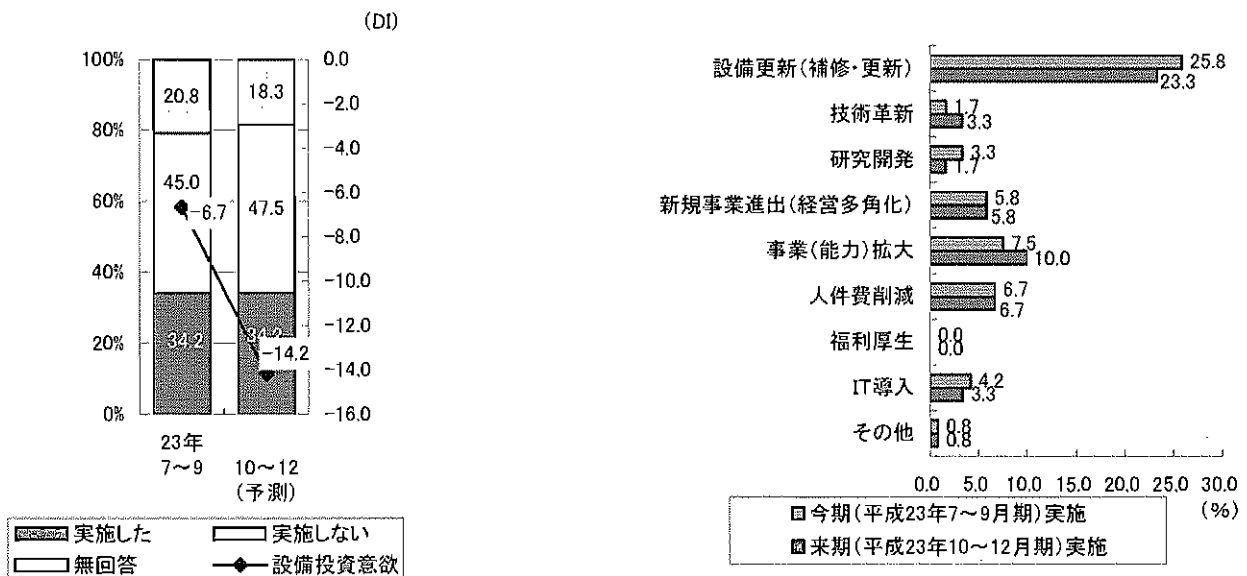 (DI)
100%
80%
60%
40%
20%
0%
0.0
-2.0
-4.0
-6.0
-8.0
-10.0
-12.0
-14.0
-16.0
20.8
18.3
45.0
47.5
-6.7
34.2
34.2
-14.2
23年
7～9
10～12
(予測)
実施した
実施しない
無回答
設備投資意欲
設備更新(補修・更新)
25.8
23.3
技術革新
1.7
3.3
研究開発
3.3
1.7
新規事業進出(経営多角化)
5.8
5.8
事業(能力)拡大
7.5
10.0
人件費削減
6.7
6.7
福利厚生
0.0
0.0
IT導入
4.2
3.3
その他
0.8
0.8
0.0 5.0 10.0 15.0 20.0 25.0 30.0
(%)
今期(平成23年7～9月期)実施
来期(平成23年10～12月期)実施